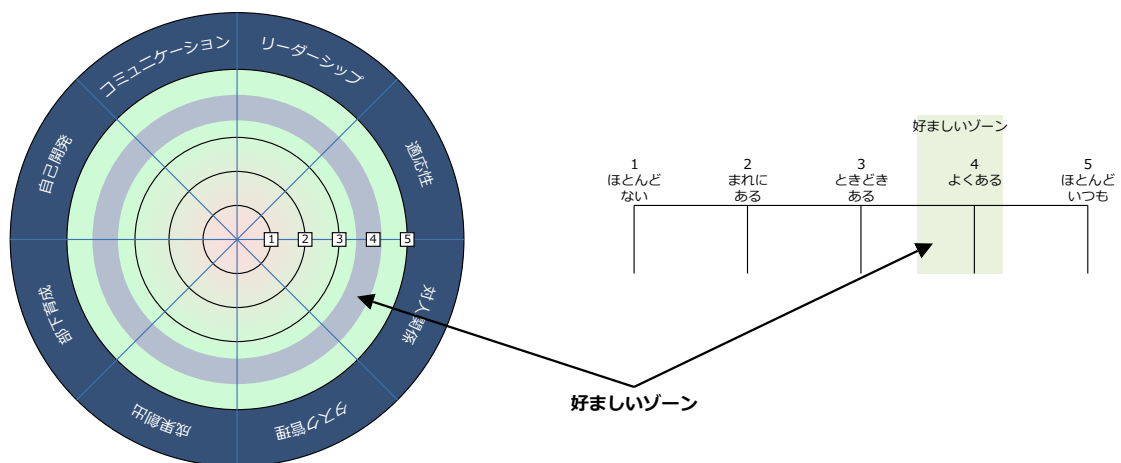 コミュニケーション
リーダーシップ
自己開発
適応性
1
2
3
4
5
部下育成
対人関係
成果創出
タスク管理
好ましいゾーン
1
ほとんど
ない
2
まれに
ある
3
ときどき
ある
4
よくある
5
ほとんど
いつも
好ましいゾーン